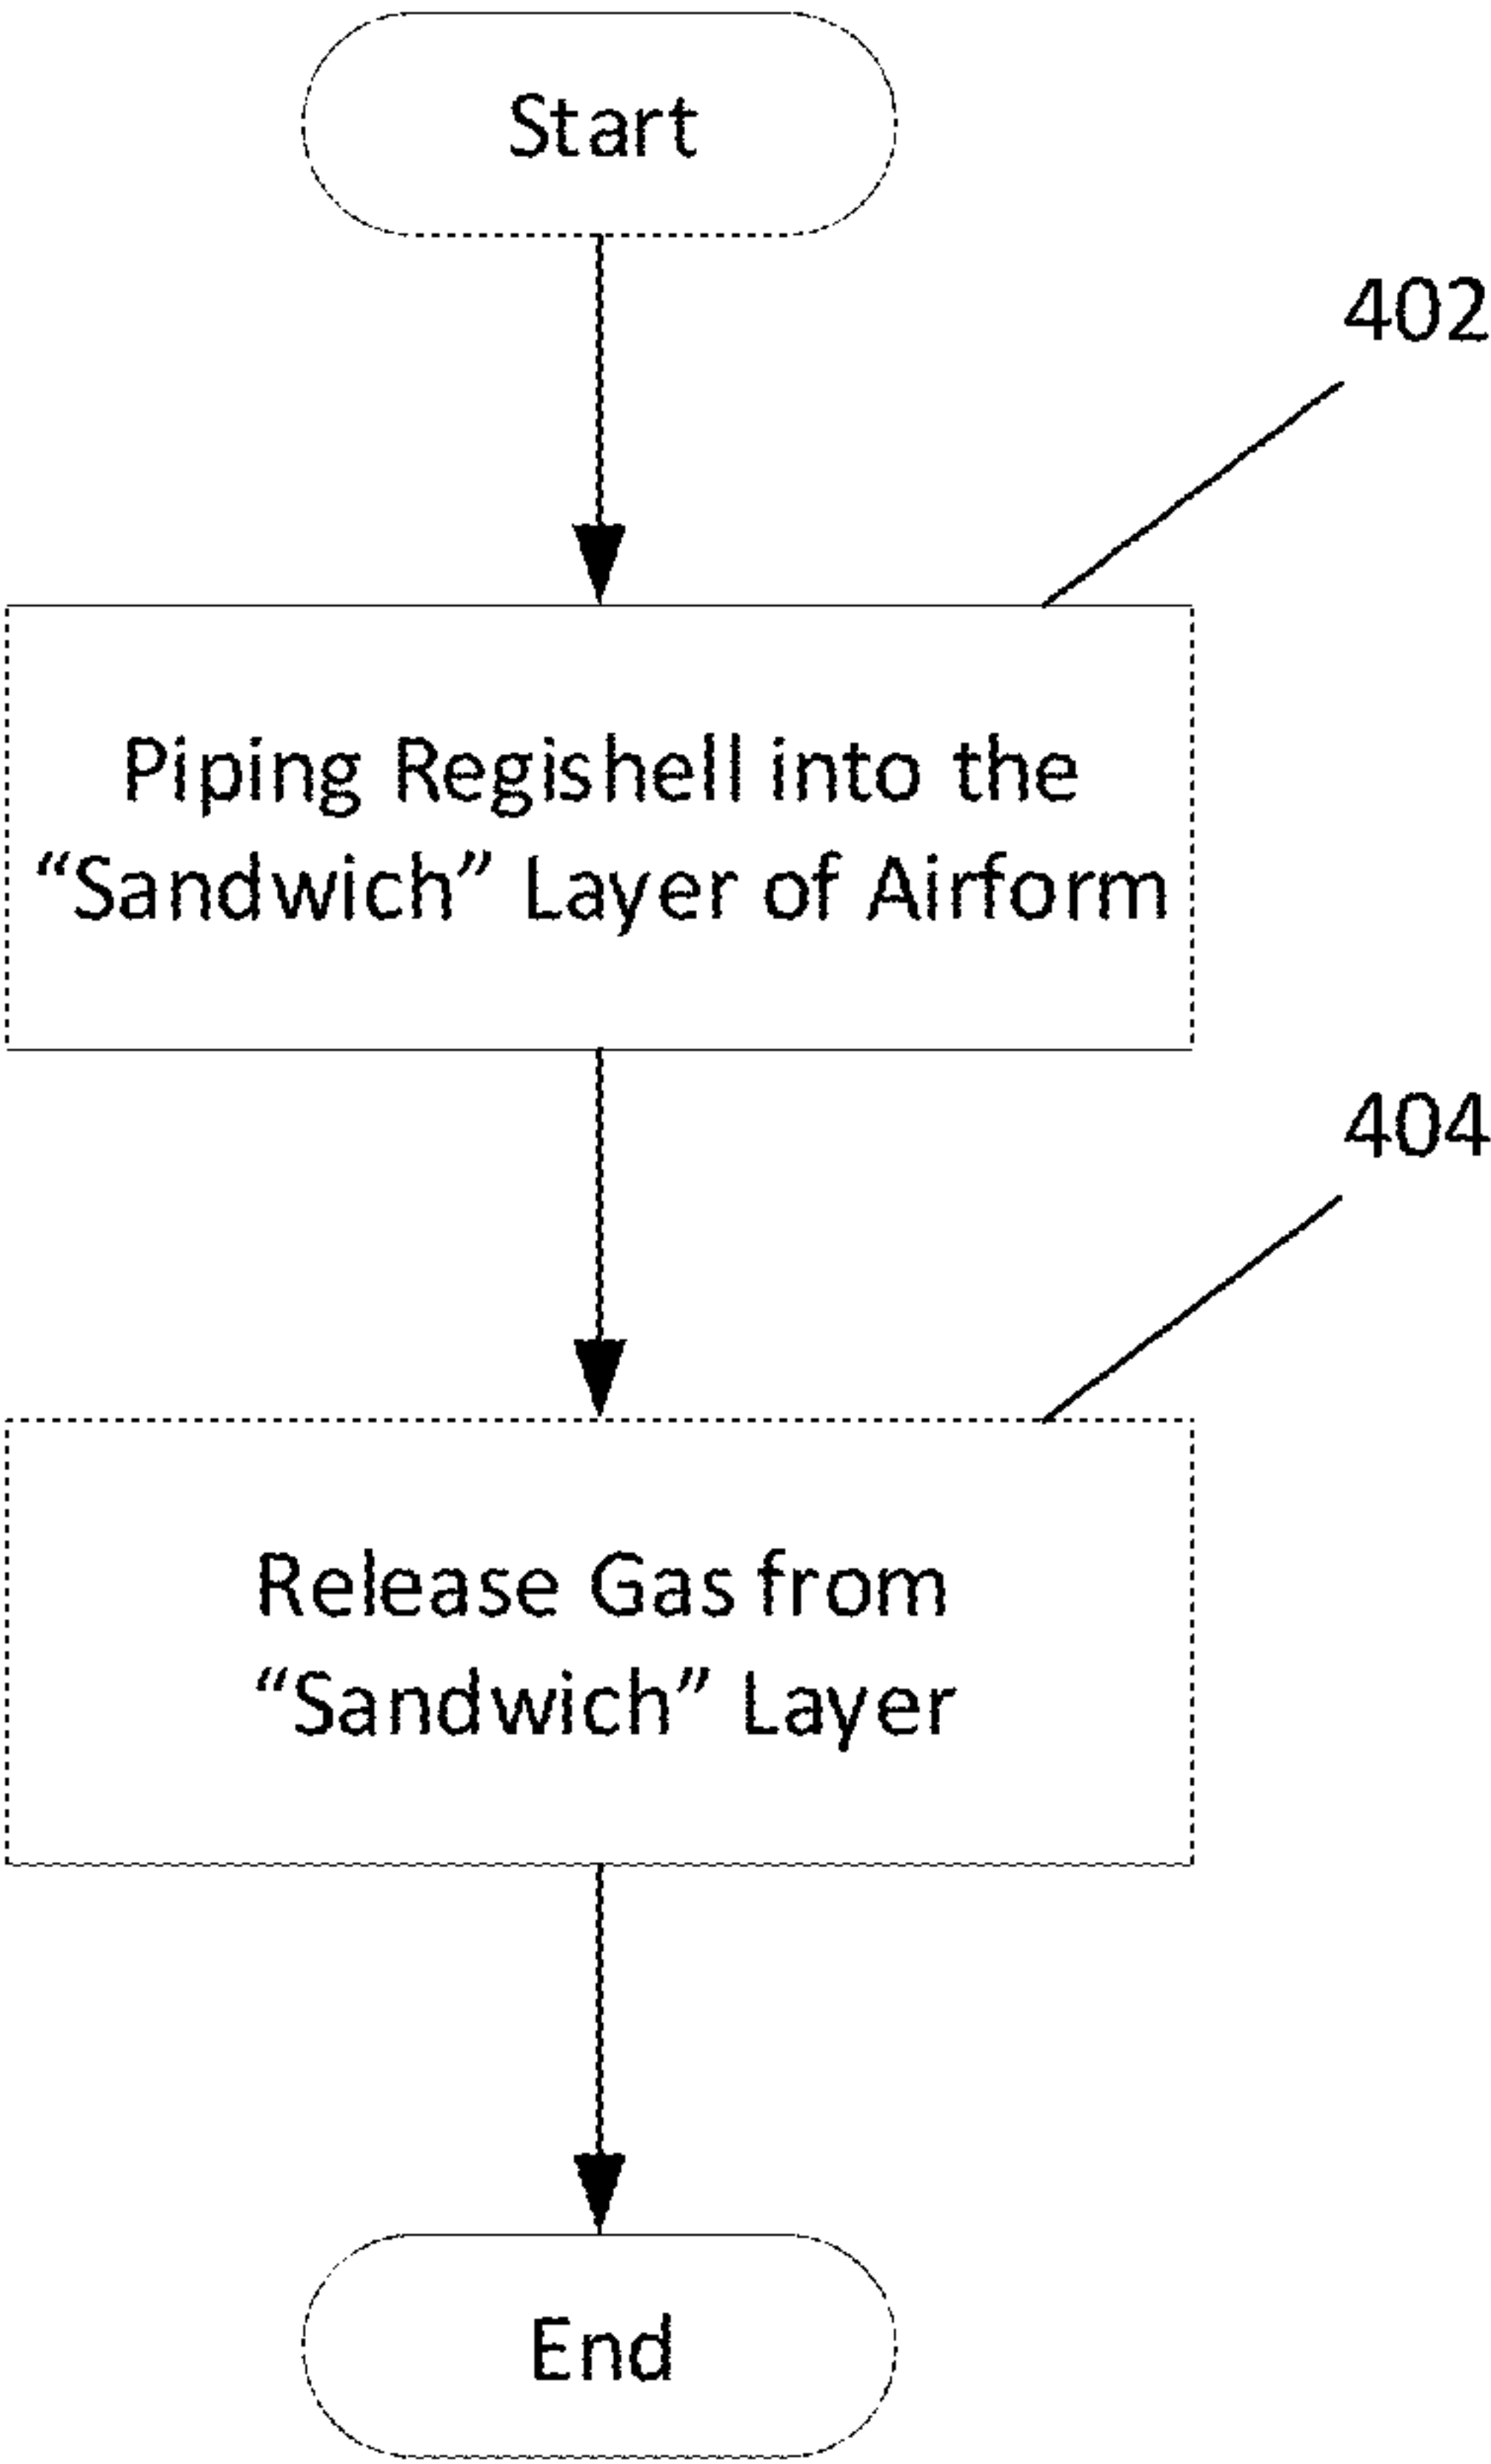 Start
402
Piping Regishell into the
“Sandwich” Layer of Airform
404
Release Gas from
“Sandwich” Layer
End